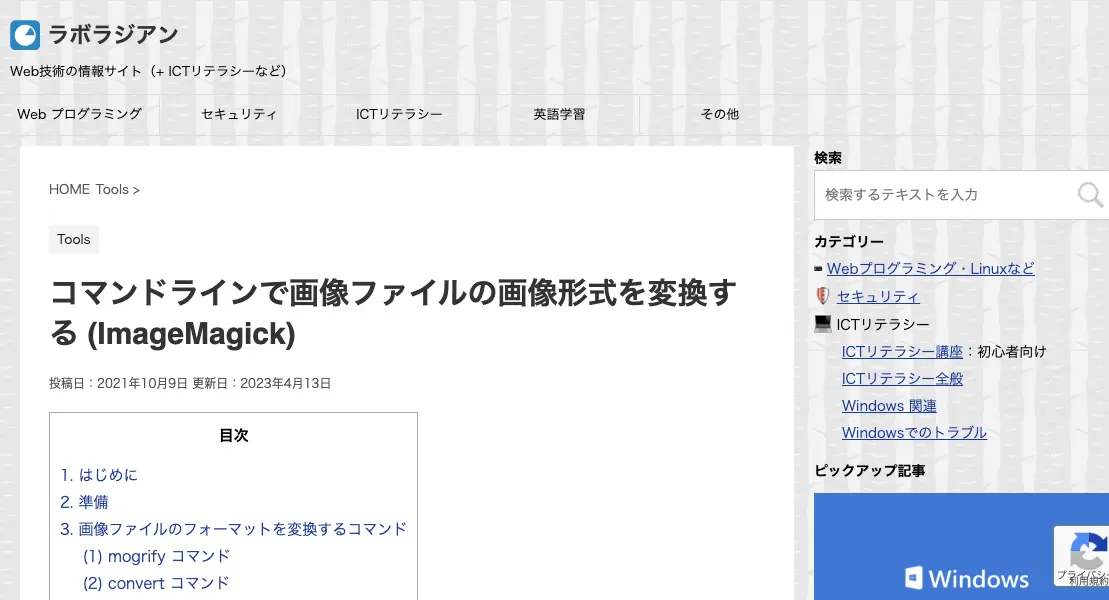 ラボラジアン
Web技術の情報サイト（+ ICTリテラシーなど）
Web プログラミング
セキュリティ
ICTリテラシー
英語学習
その他
HOME Tools >
Tools
コマンドラインで画像ファイルの画像形式を変換す
る (ImageMagick)
投稿日：2021年10月9日 更新日：2023年4月13日
目次
1. はじめに
2. 準備
3. 画像ファイルのフォーマットを変換するコマンド
(1) mogrify コマンド
(2) convert コマンド
検索
検索するテキストを入力
カテゴリー
Webプログラミング・Linuxなど
セキュリティ
ICTリテラシー
ICTリテラシー講座：初心者向け
ICTリテラシー全般
Windows 関連
Windowsでのトラブル
ピックアップ記事
Windows
利用規約